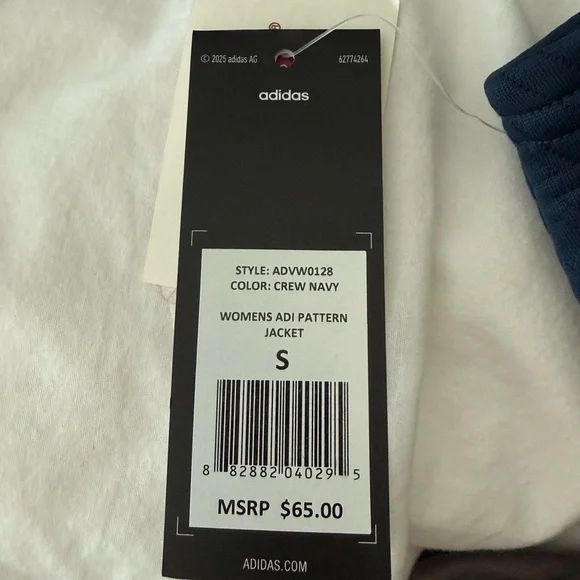 © 2025 adidas AG 62774264
adidas
STYLE: ADVW0128
COLOR: CREW NAVY
WOMENS ADI PATTERN
JACKET
S
8 82882 04029 5
MSRP $65.00
ADIDAS.COM